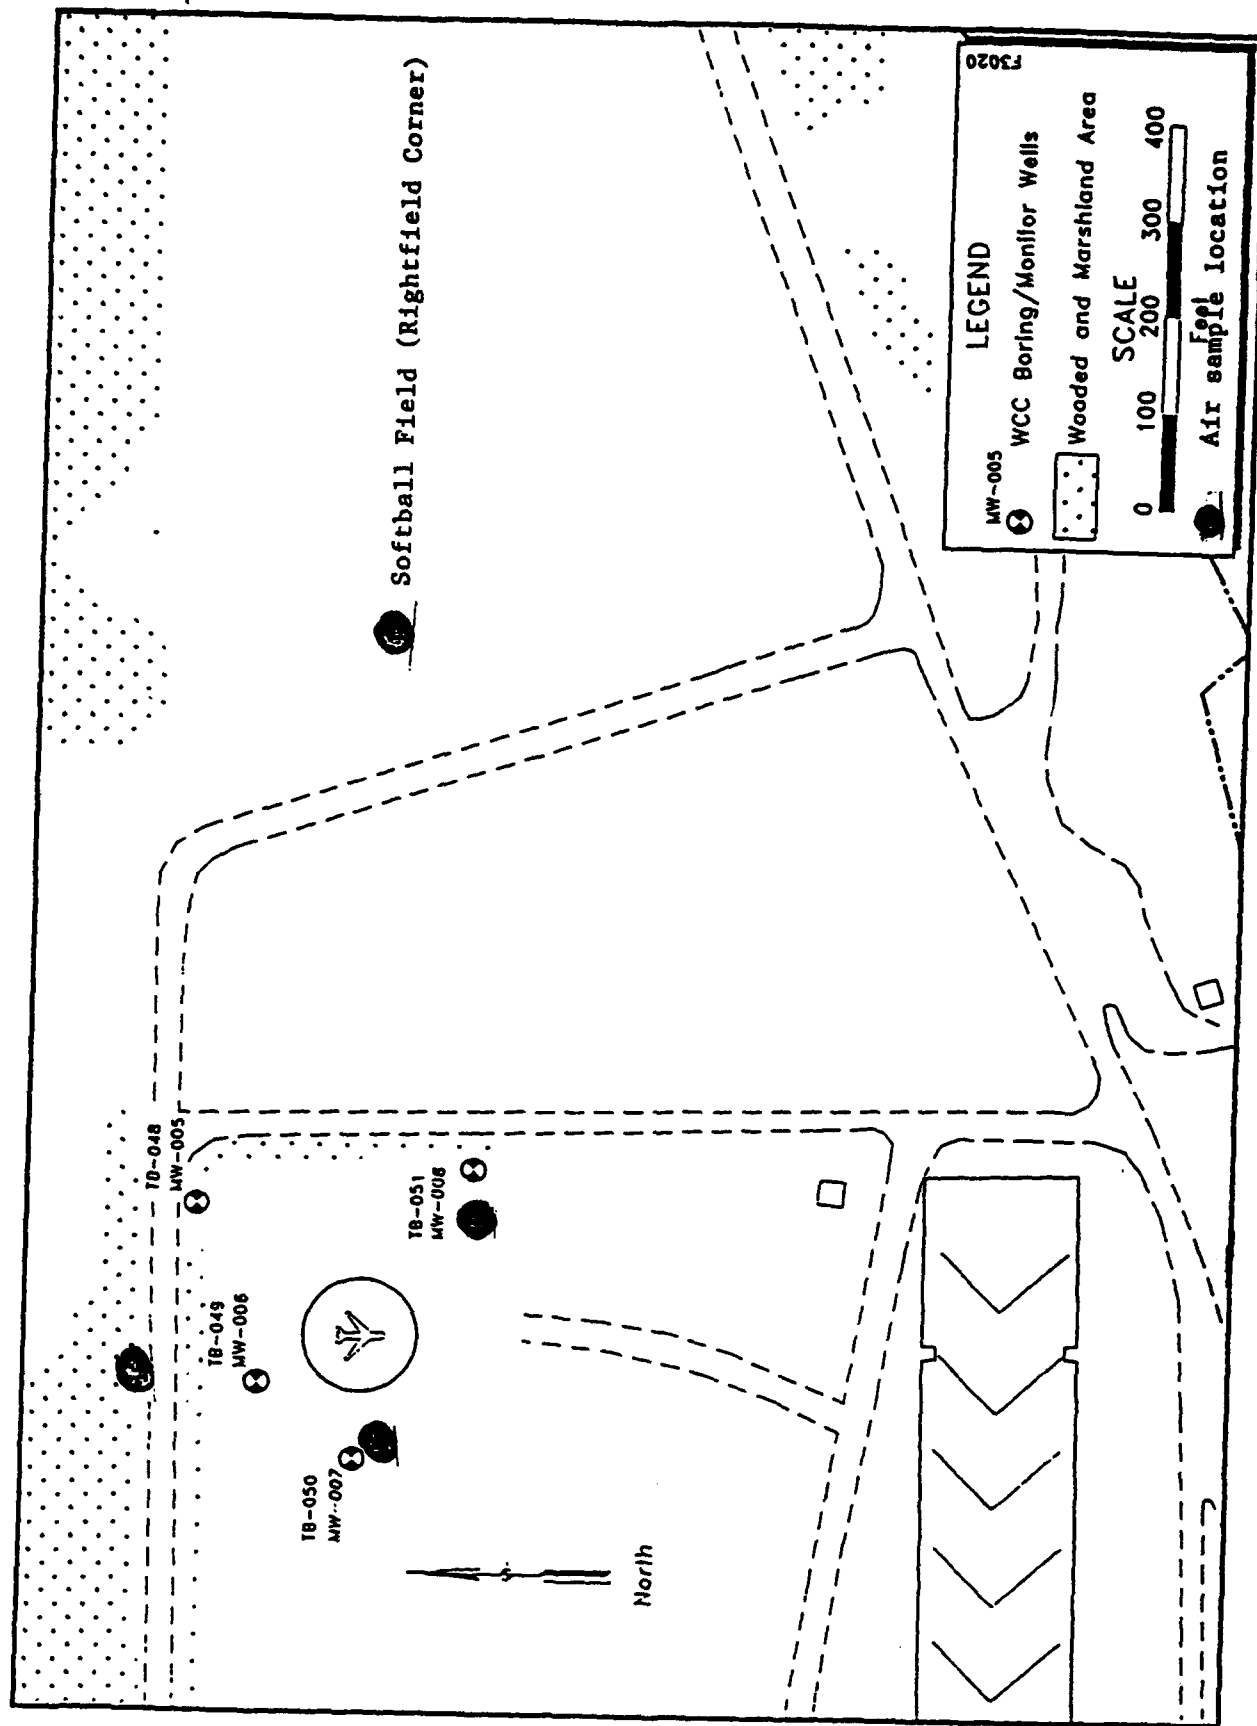 Softball Field (Rightfield Corner)
TB-048
MW-005
TB-049
MW-006
TB-051
MW-008
TB-050
MW-007
North
F3020
LEGEND
MW-005
WCC Boring/Monitor Wells
Wooded and Marshland Area
SCALE
0 100 200 300 400
Feet
Air sample location